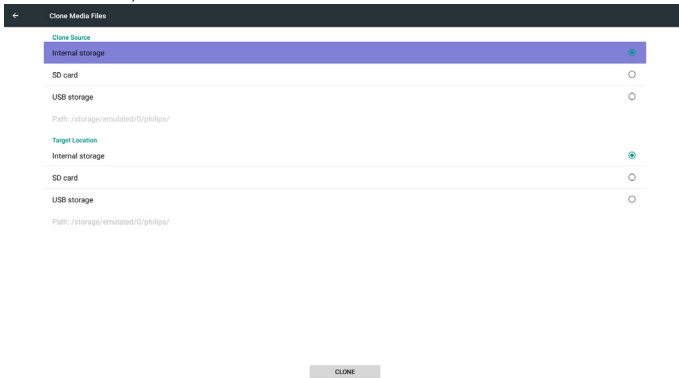 Clone Media Files
Clone Source
Internal storage
SD card
USB storage
Path: /storage/emulated/0/philips/
Target Location
Internal storage
SD card
USB storage
Path: /storage/emulated/0/philips/
CLONE